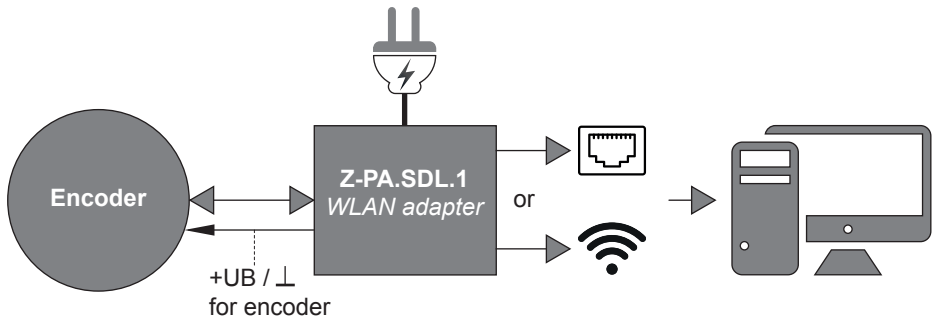 Encoder
Z-PA.SDL.1
WLAN adapter
or
+UB / ⊥
for encoder